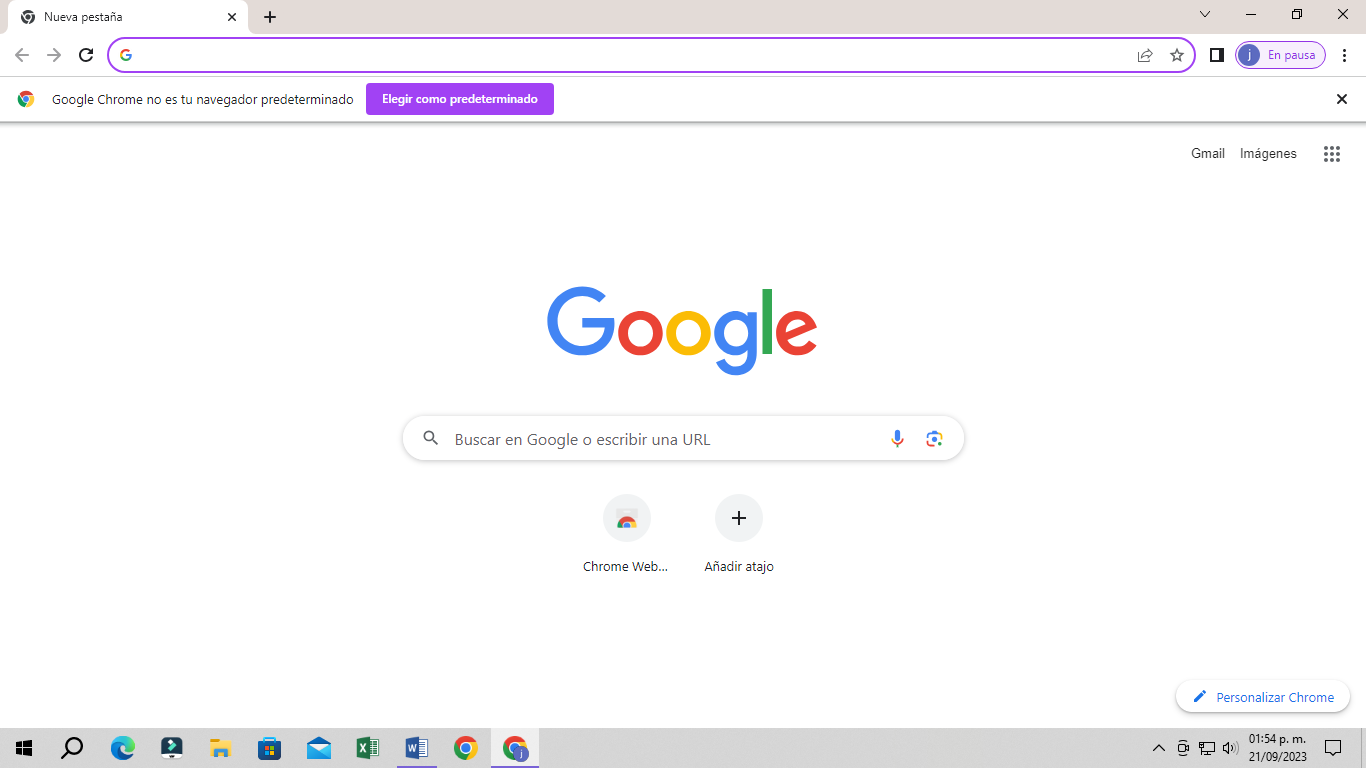 Nueva pestaña
j
En pausa
Google Chrome no es tu navegador predeterminado
Elegir como predeterminado
Gmail
Imágenes
Google
Buscar en Google o escribir una URL
Chrome Web...
Añadir atajo
Personalizar Chrome
j
01:54 p. m.
21/09/2023